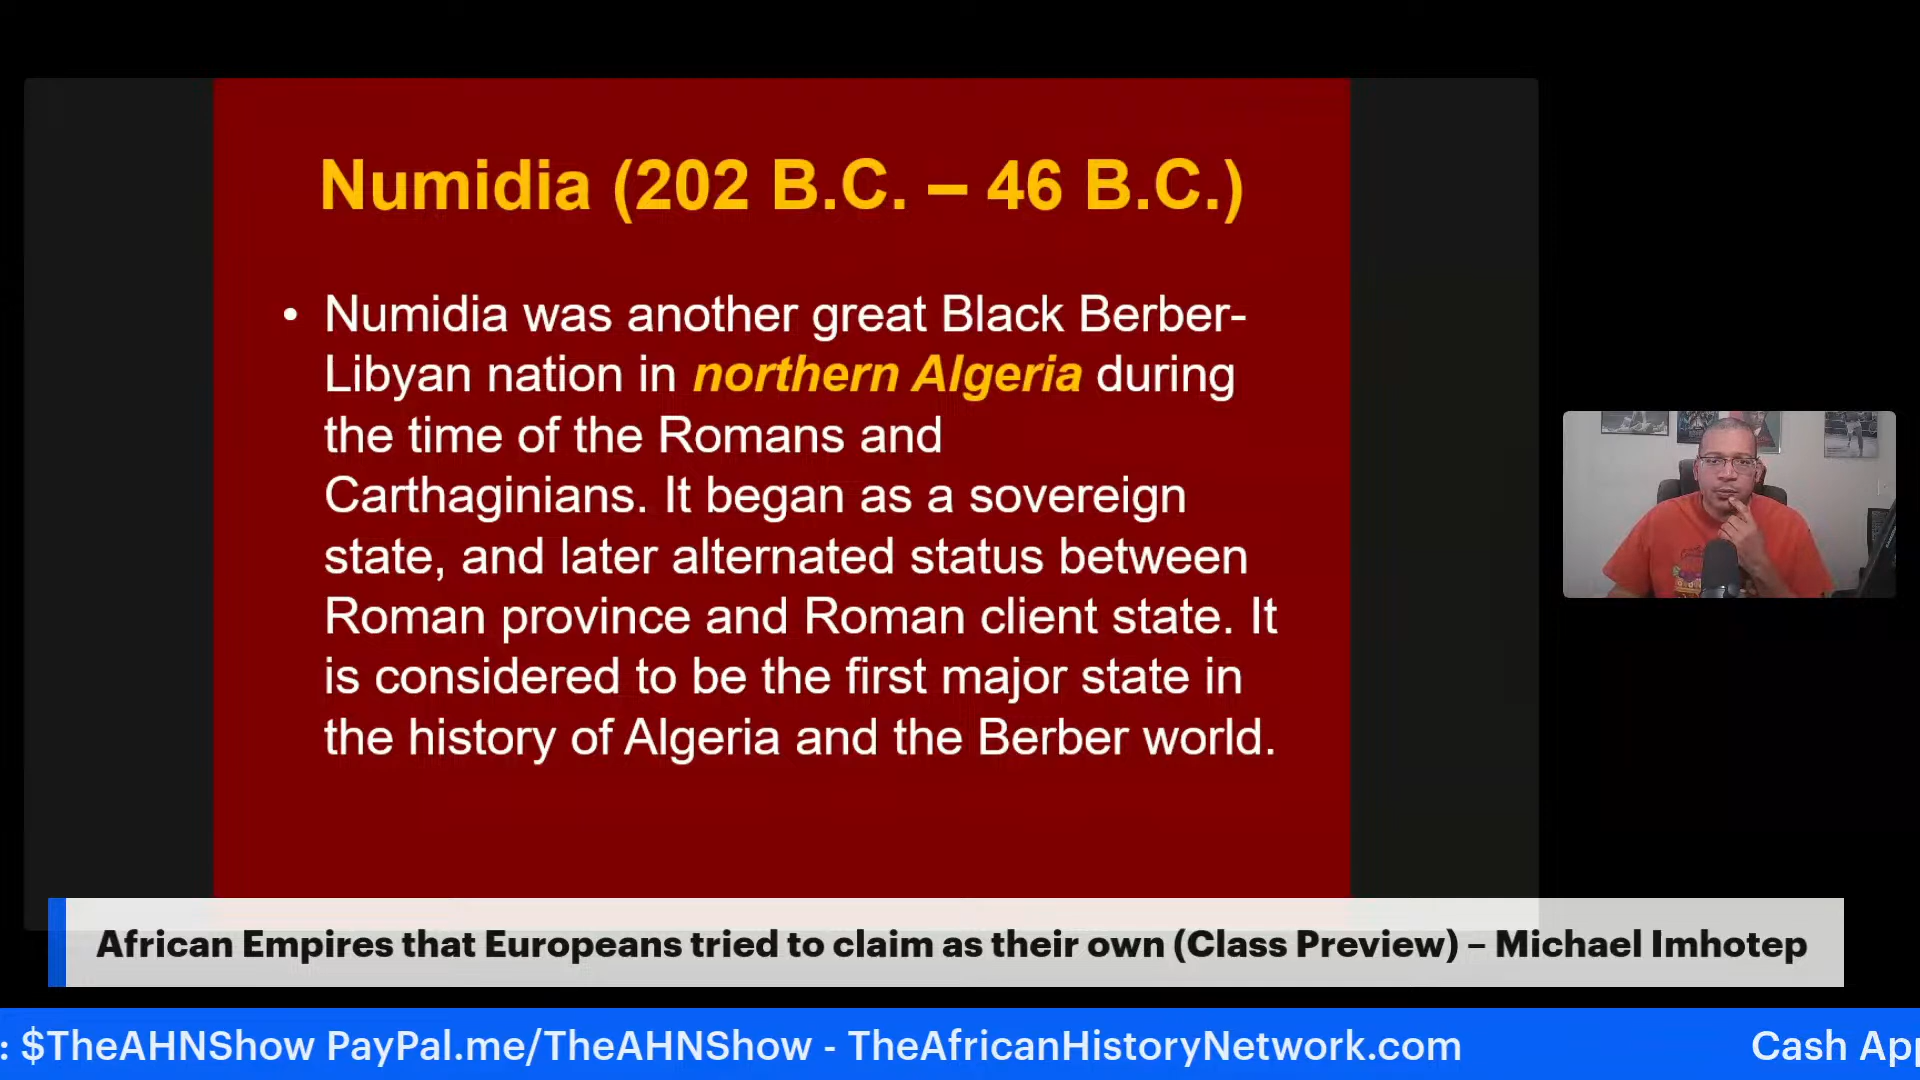 Numidia (202 B.C. – 46 B.C.)
• Numidia was another great Black Berber-
Libyan nation in northern Algeria during
the time of the Romans and
Carthaginians. It began as a sovereign
state, and later alternated status between
Roman province and Roman client state. It
is considered to be the first major state in
the history of Algeria and the Berber world.
African Empires that Europeans tried to claim as their own (Class Preview) – Michael Imhotep
: $TheAHNShow PayPal.me/TheAHNShow - TheAfricanHistoryNetwork.com Cash App